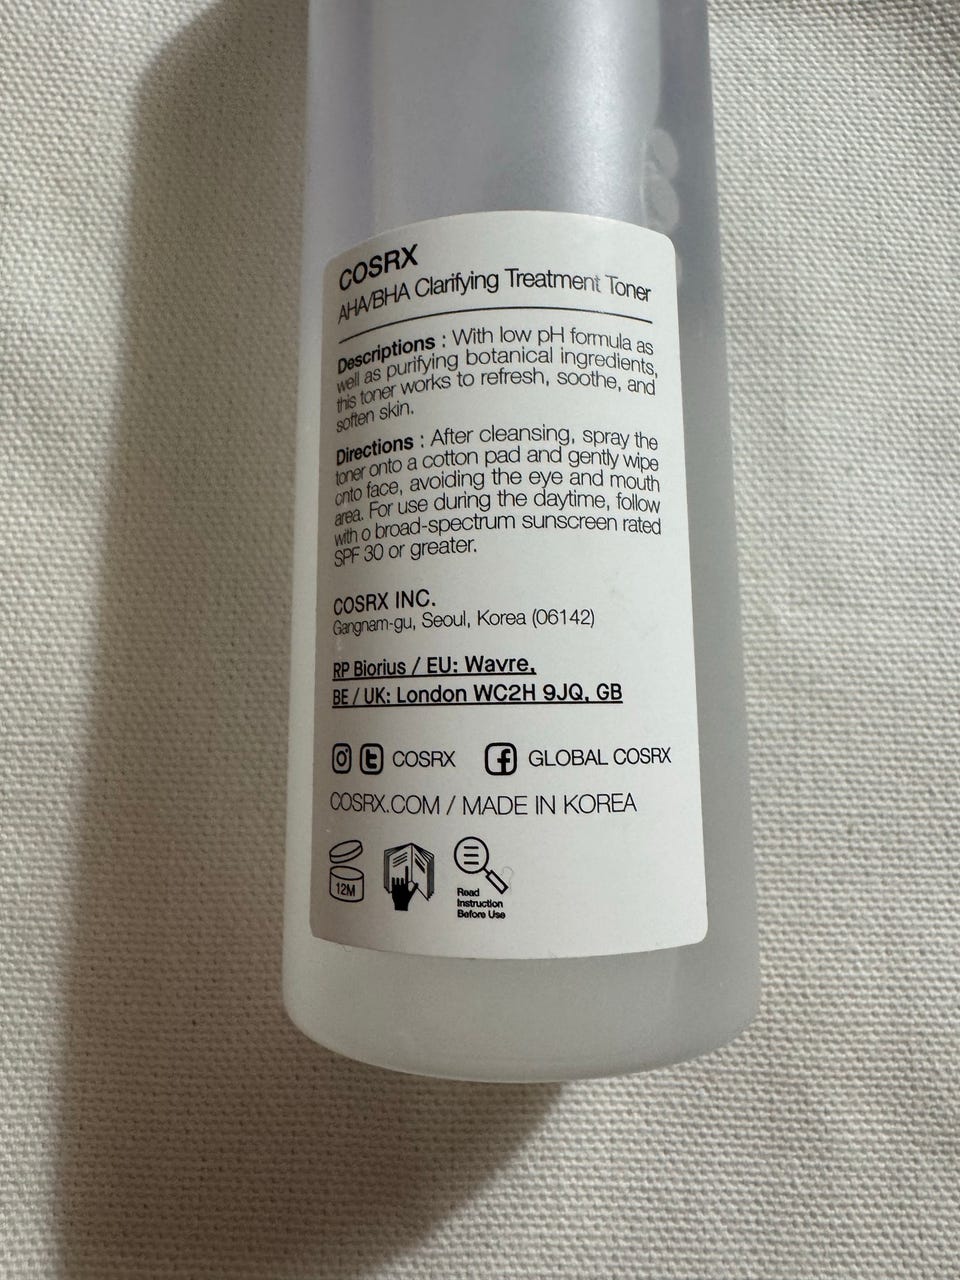 COSRX
AHA/BHA Clarifying Treatment Toner
Descriptions : With low pH formula as
well as purifying botanical ingredients,
this toner works to refresh, soothe, and
soften skin.
Directions : After cleansing, spray the
toner onto a cotton pad and gently wipe
onto face, avoiding the eye and mouth
area. For use during the daytime, follow
with o broad-spectrum sunscreen rated
SPF 30 or greater.
COSRX INC.
Gangnam-gu, Seoul, Korea (06142)
RP Biorius / EU: Wavre,
BE / UK: London WC2H 9JQ, GB
COSRX GLOBAL COSRX
COSRX.COM / MADE IN KOREA
12M
Read
Instruction
Before Use